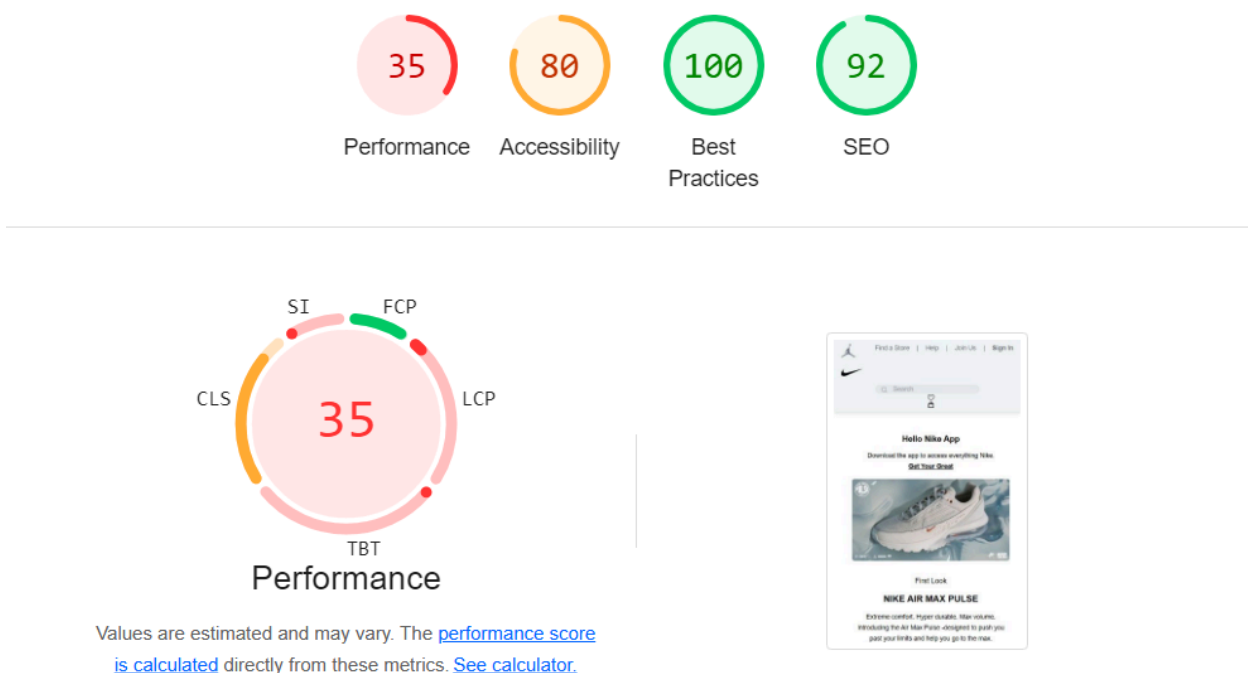 35
80
100
92
Performance
Accessibility
Best
Practices
SEO
SI
FCP
CLS
LCP
35
TBT
Performance
Values are estimated and may vary. The performance score
is calculated directly from these metrics. See calculator.
Find a Store | Help | Join Us | Sign In
Search
Hello Nike App
Download the app to access everything Nike.
Get Your Great
First Look
NIKE AIR MAX PULSE
Extreme comfort. Hyper durable. Max volume.
Introducing the Air Max Pulse -designed to push you
past your limits and help you go to the max.